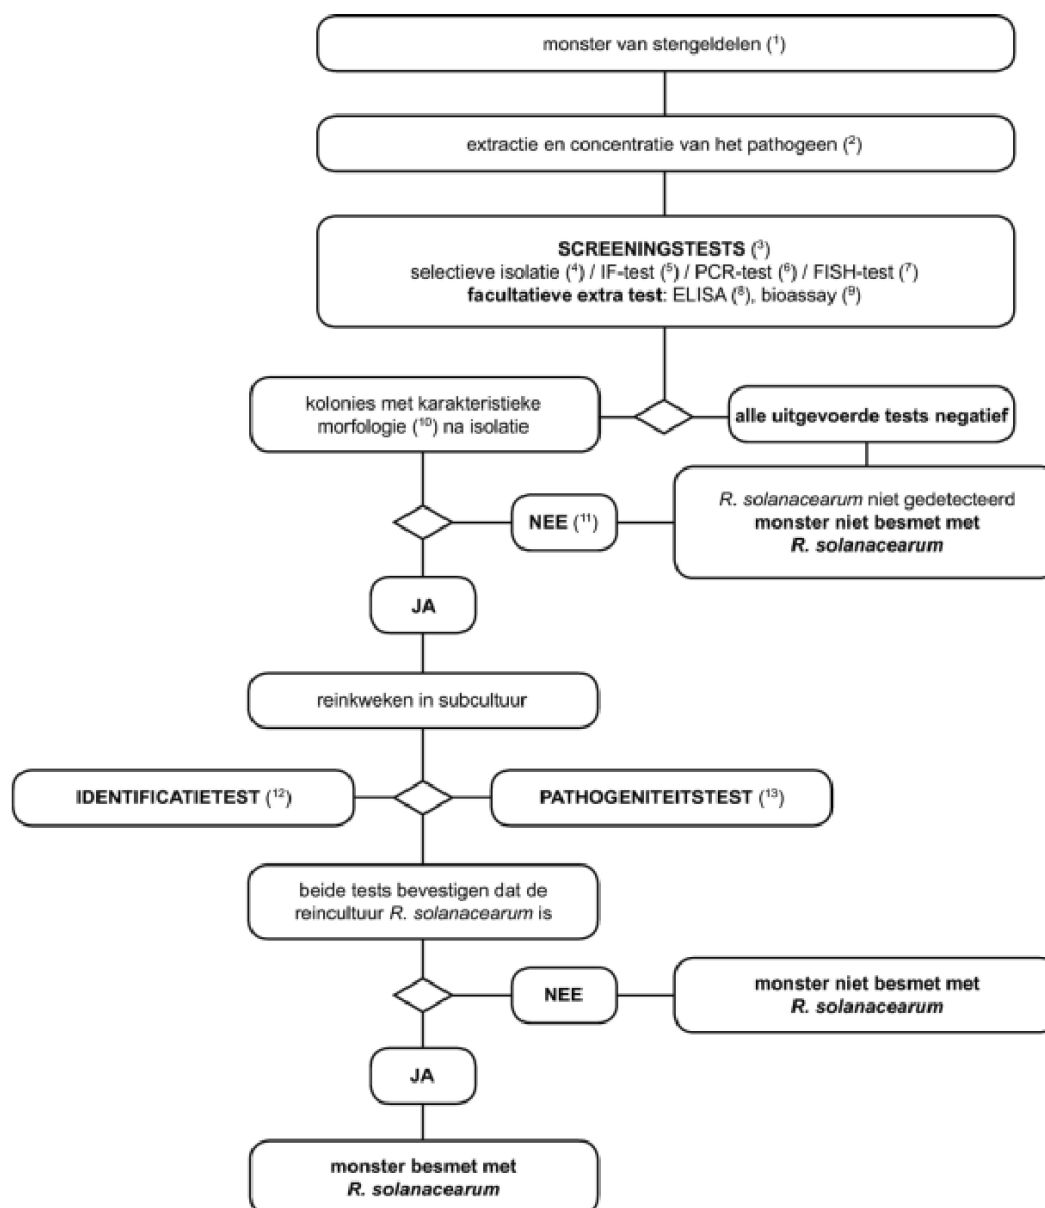 monster van stengeldelen (¹)
extractie en concentratie van het pathogeen (²)
SCREENINGSTESTS (³)
selectieve isolatie (⁴) / IF-test (⁵) / PCR-test (⁶) / FISH-test (⁷)
facultatieve extra test: ELISA (⁸), bioassay (⁹)
kolonies met karakteristieke
morfologie (¹⁰) na isolatie
alle uitgevoerde tests negatief
R. solanacearum niet gedetecteerd
monster niet besmet met
R. solanacearum
NEE (¹¹)
JA
reinkweken in subcultuur
IDENTIFICATIETEST (¹²)
PATHOGENITEITSTEST (¹³)
beide tests bevestigen dat de
reincultuur R. solanacearum is
NEE
monster niet besmet met
R. solanacearum
JA
monster besmet met
R. solanacearum